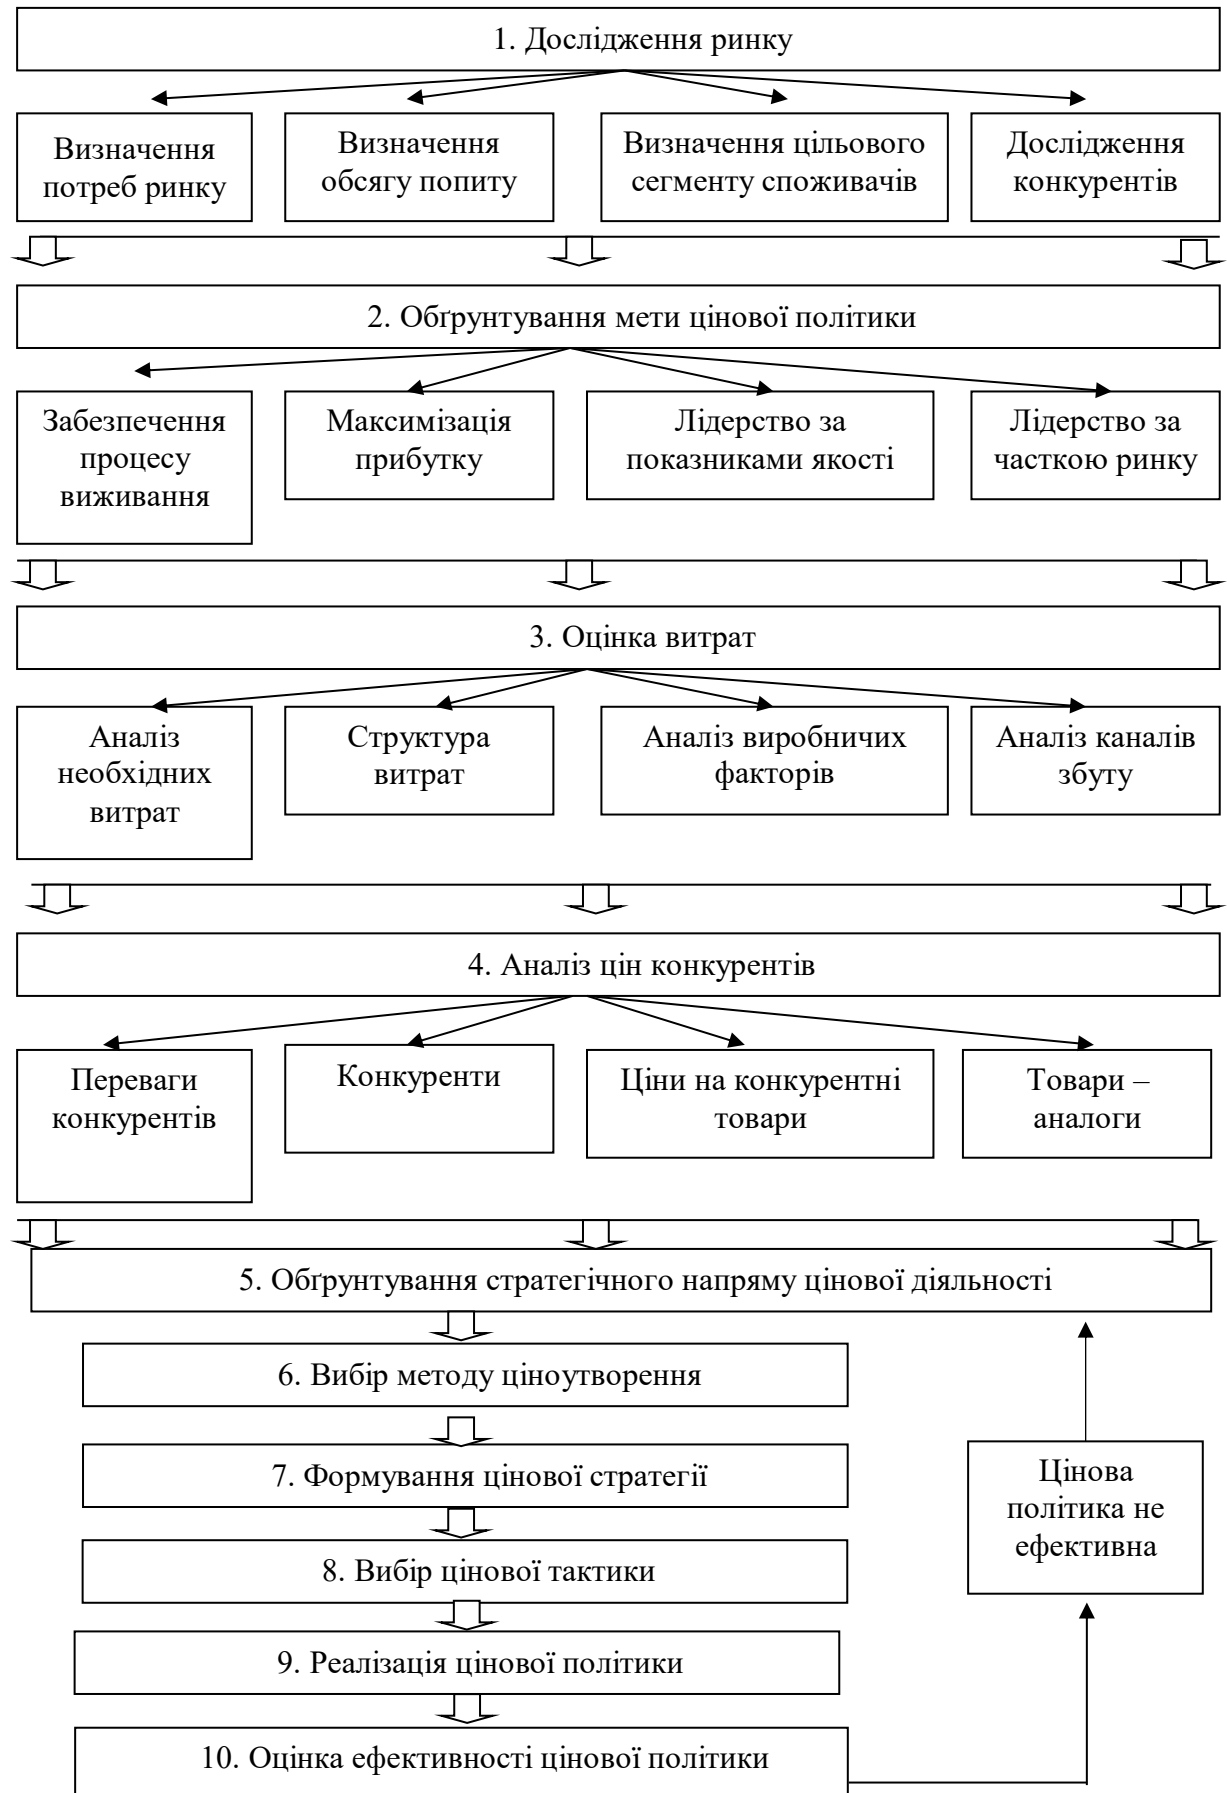 1. Дослідження ринку
Визначення
потреб ринку
Визначення
обсягу попиту
Визначення цільового
сегменту споживачів
Дослідження
конкурентів
2. Обґрунтування мети цінової політики
Забезпечення
процесу
виживання
Максимізація
прибутку
Лідерство за
показниками якості
Лідерство за
часткою ринку
3. Оцінка витрат
Аналіз
необхідних
витрат
Структура
витрат
Аналіз виробничих
факторів
Аналіз каналів
збуту
4. Аналіз цін конкурентів
Переваги
конкурентів
Конкуренти
Ціни на конкурентні
товари
Товари –
аналоги
5. Обґрунтування стратегічного напряму цінової діяльності
6. Вибір методу ціноутворення
7. Формування цінової стратегії
8. Вибір цінової тактики
9. Реалізація цінової політики
10. Оцінка ефективності цінової політики
Цінова
політика не
ефективна